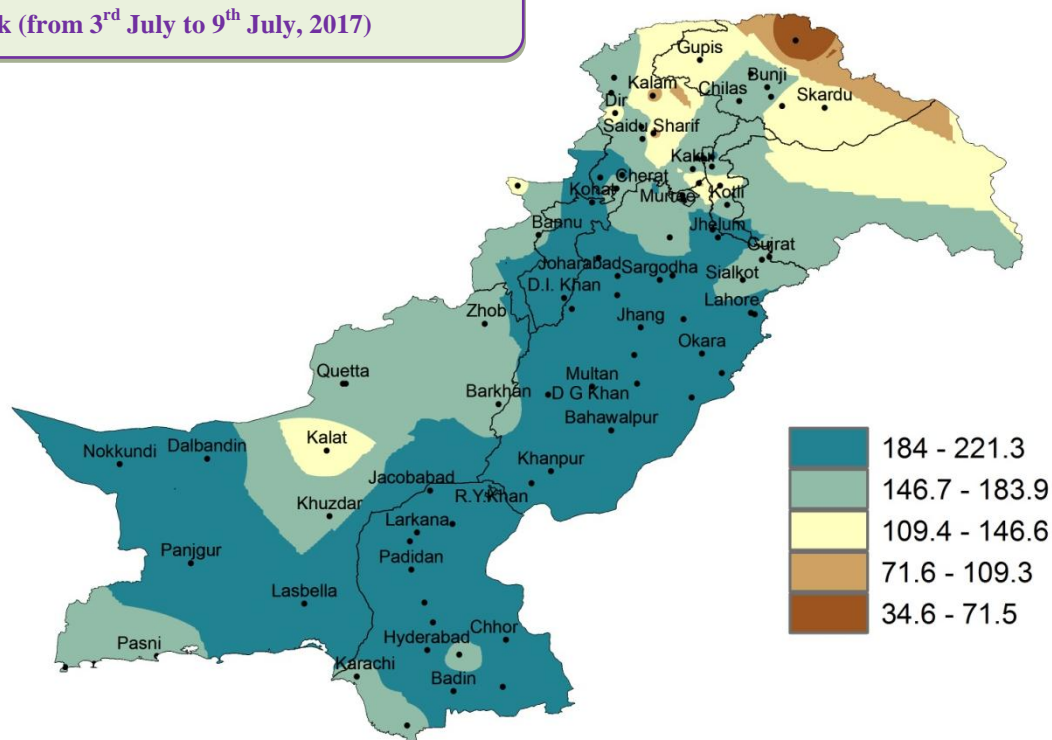 k (from 3rd July to 9th July, 2017)
Gupis
Bunji
Kalam
Chilas
Skardu
Dir
Saidu Sharif
Kakul
Cherat
Kohat
Murree
Kotli
Bannu
Jhelum
Gujrat
Joharabad
Sargodha
Sialkot
D.I. Khan
Lahore
Zhob
Jhang
Okara
Quetta
Multan
Barkhan
D G Khan
Bahawalpur
Kalat
Nokkundi
Dalbandin
Khanpur
Jacobabad
R.Y.Khan
Khuzdar
Larkana
Panjgur
Padidan
Lasbella
Chhor
Hyderabad
Pasni
Karachi
Badin
184 - 221.3
146.7 - 183.9
109.4 - 146.6
71.6 - 109.3
34.6 - 71.5